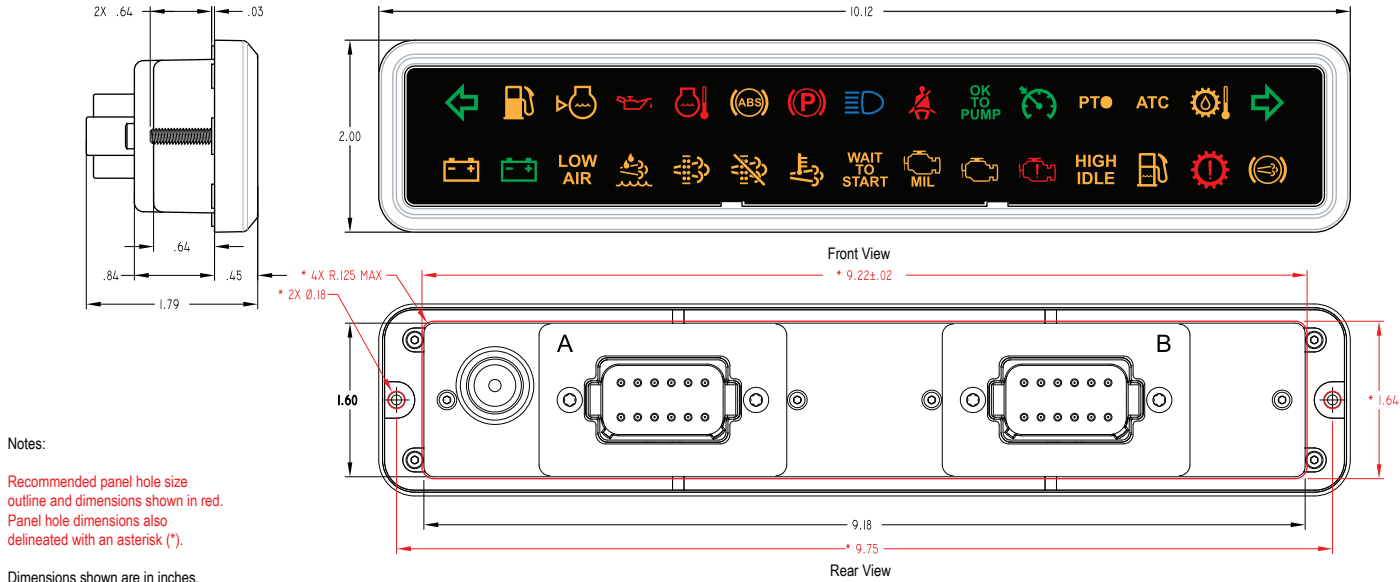 2X .64
.03
10.12
2.00
.64
.84
.45
1.79
(ABS)
(P)
OK
TO
PUMP
PTO
ATC
LOW
AIR
WAIT
TO
START
MIL
HIGH
IDLE
Front View
* 4X R.125 MAX
* 9.22±.02
* 2X Ø.18
A
B
1.60
* 1.64
9.18
* 9.75
Rear View
Notes:
Recommended panel hole size
outline and dimensions shown in red.
Panel hole dimensions also
delineated with an asterisk (*).
Dimensions shown are in inches.